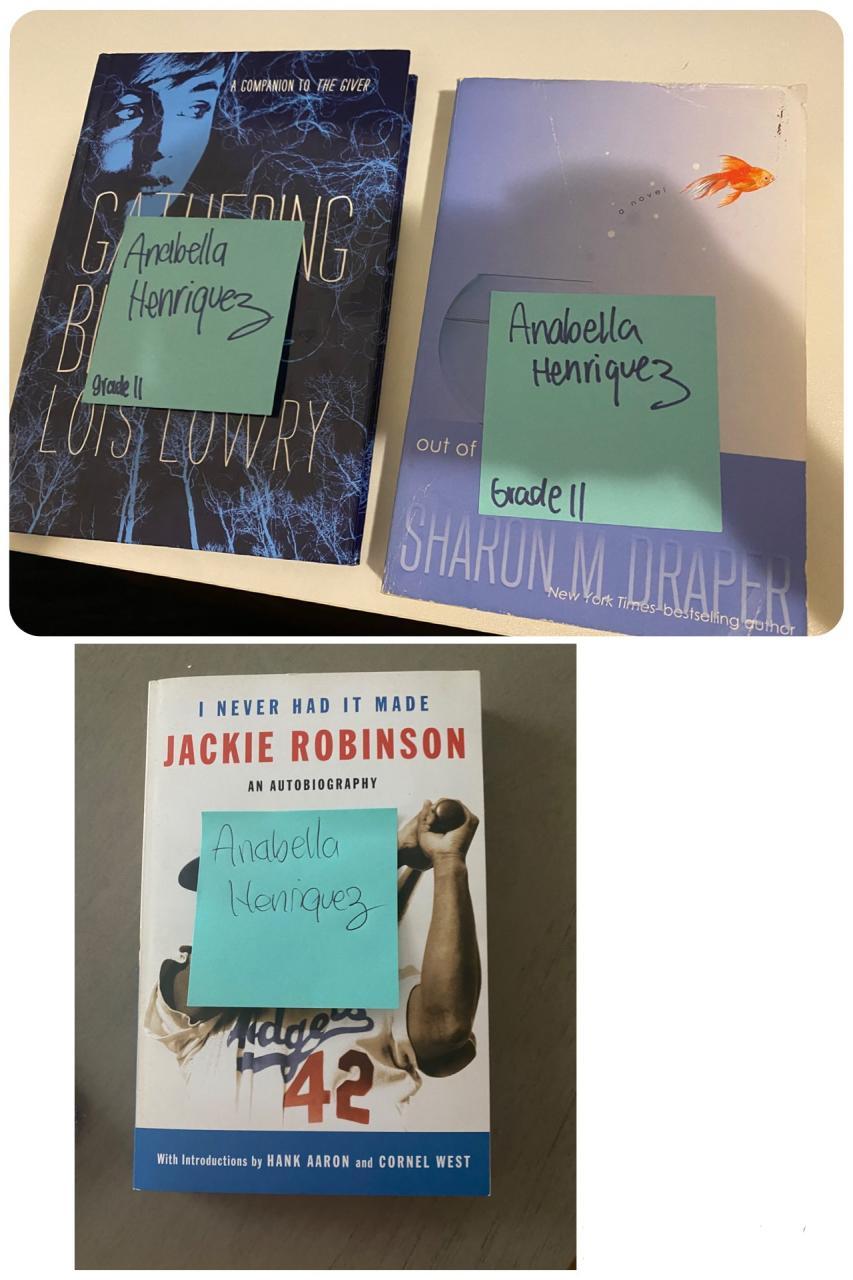 A COMPANION TO THE GIVER
GATHERING
Anabella
Henriquez
grade 11
LOIS LOWRY
a novel
Anabella
Henriquez
Grade 11
out of
SHARON M. DRAPER
New York Times-bestselling author
I NEVER HAD IT MADE
JACKIE ROBINSON
AN AUTOBIOGRAPHY
Anabella
Henriquez
42
With Introductions by HANK AARON and CORNEL WEST